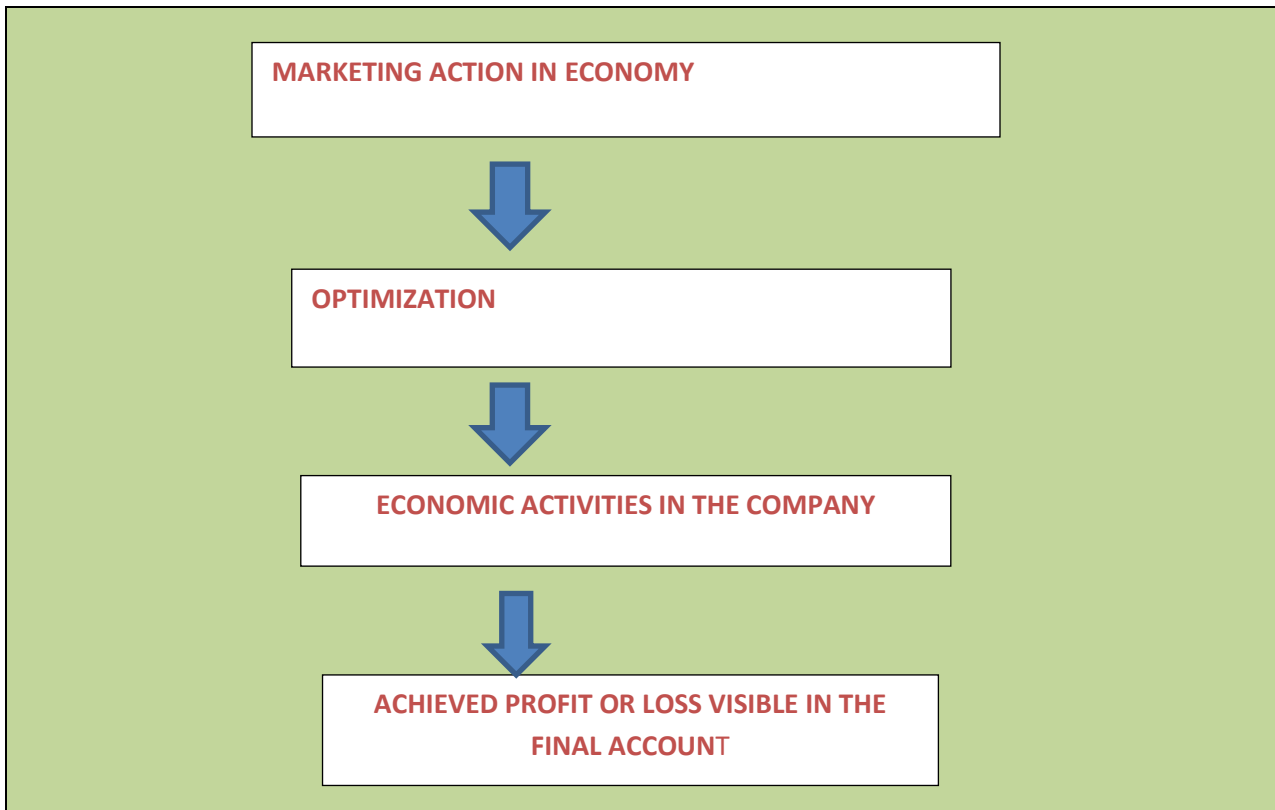 MARKETING ACTION IN ECONOMY
OPTIMIZATION
ECONOMIC ACTIVITIES IN THE COMPANY
ACHIEVED PROFIT OR LOSS VISIBLE IN THE
FINAL ACCOUNT